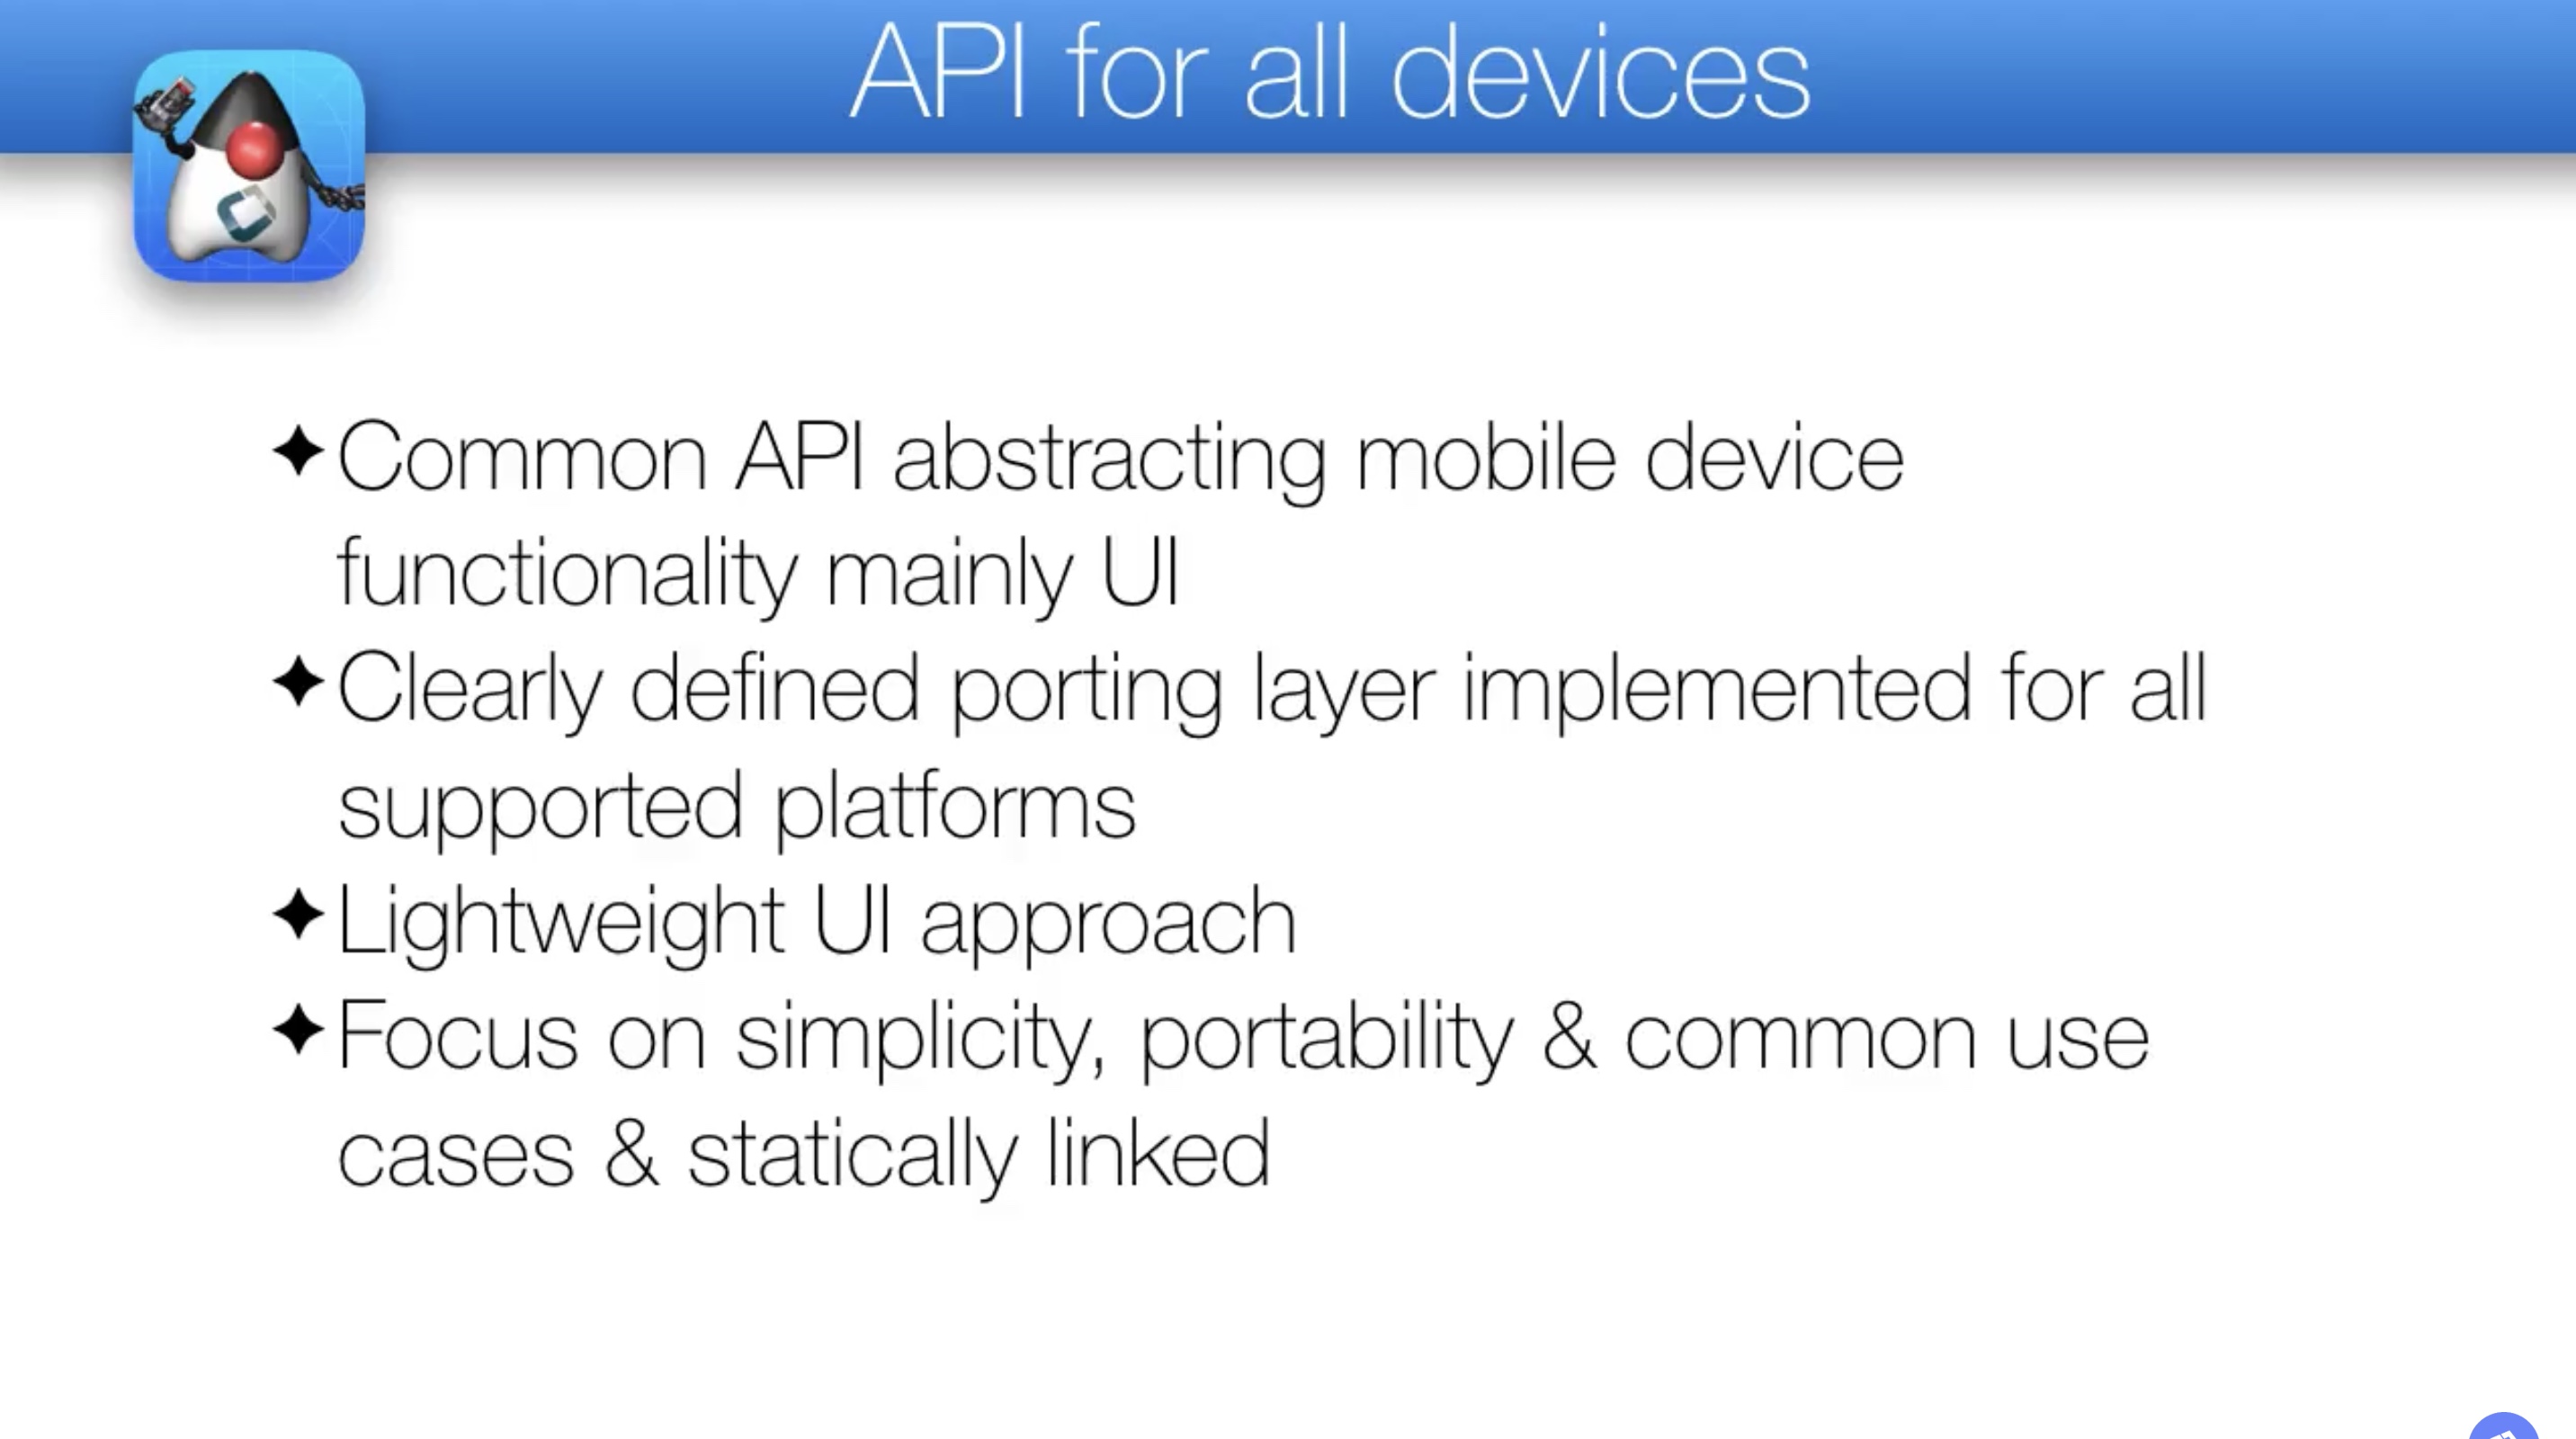 API for all devices
✦Common API abstracting mobile device
functionality mainly UI
✦Clearly defined porting layer implemented for all
supported platforms
✦Lightweight UI approach
✦Focus on simplicity, portability & common use
cases & statically linked